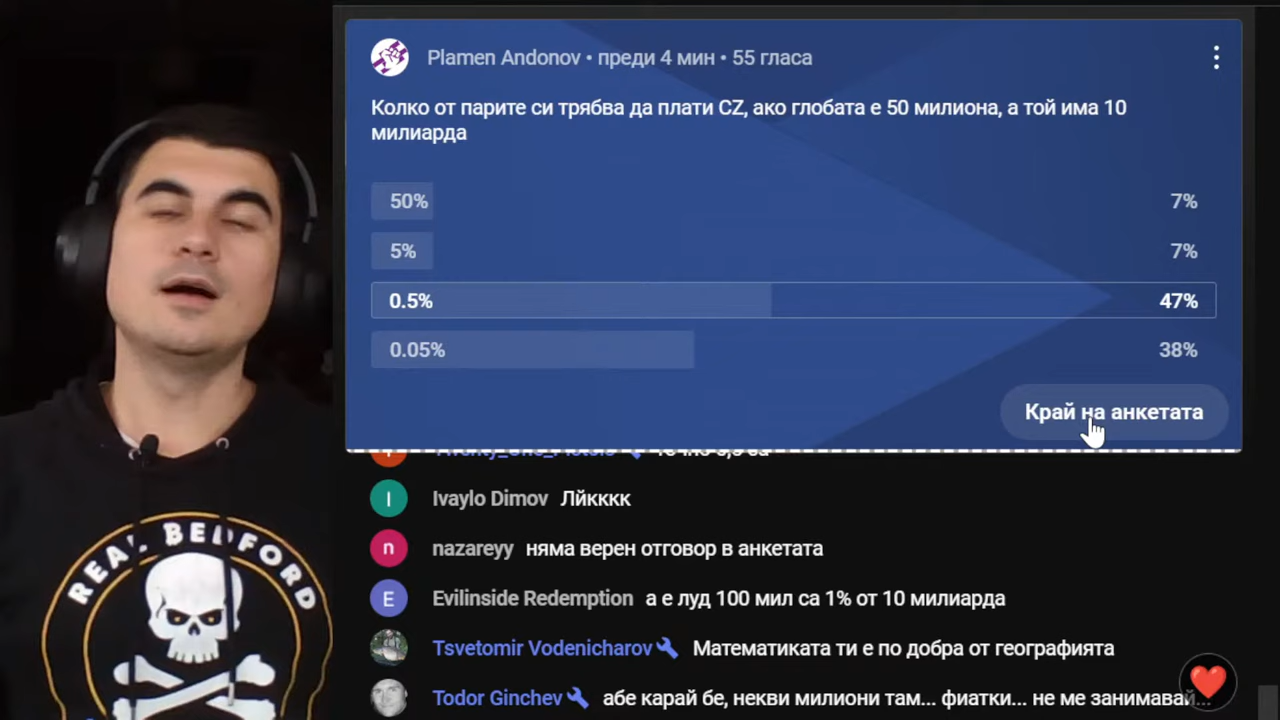 Plamen Andonov • преди 4 мин • 55 гласа
Колко от парите си трябва да плати CZ, ако глобата е 50 милиона, а той има 10
милиарда
50% 7%
5% 7%
0.5% 47%
0.05% 38%
Край на анкетата
I Ivaylo Dimov Лйкккк
n nazareyy няма верен отговор в анкетата
E Evilinside Redemption а е луд 100 мил са 1% от 10 милиарда
Tsvetomir Vodenicharov Математиката ти е по добра от географията
Todor Ginchev абе карай бе, некви милиони там... фиатки... не ме занимавай...
REAL BEDFORD